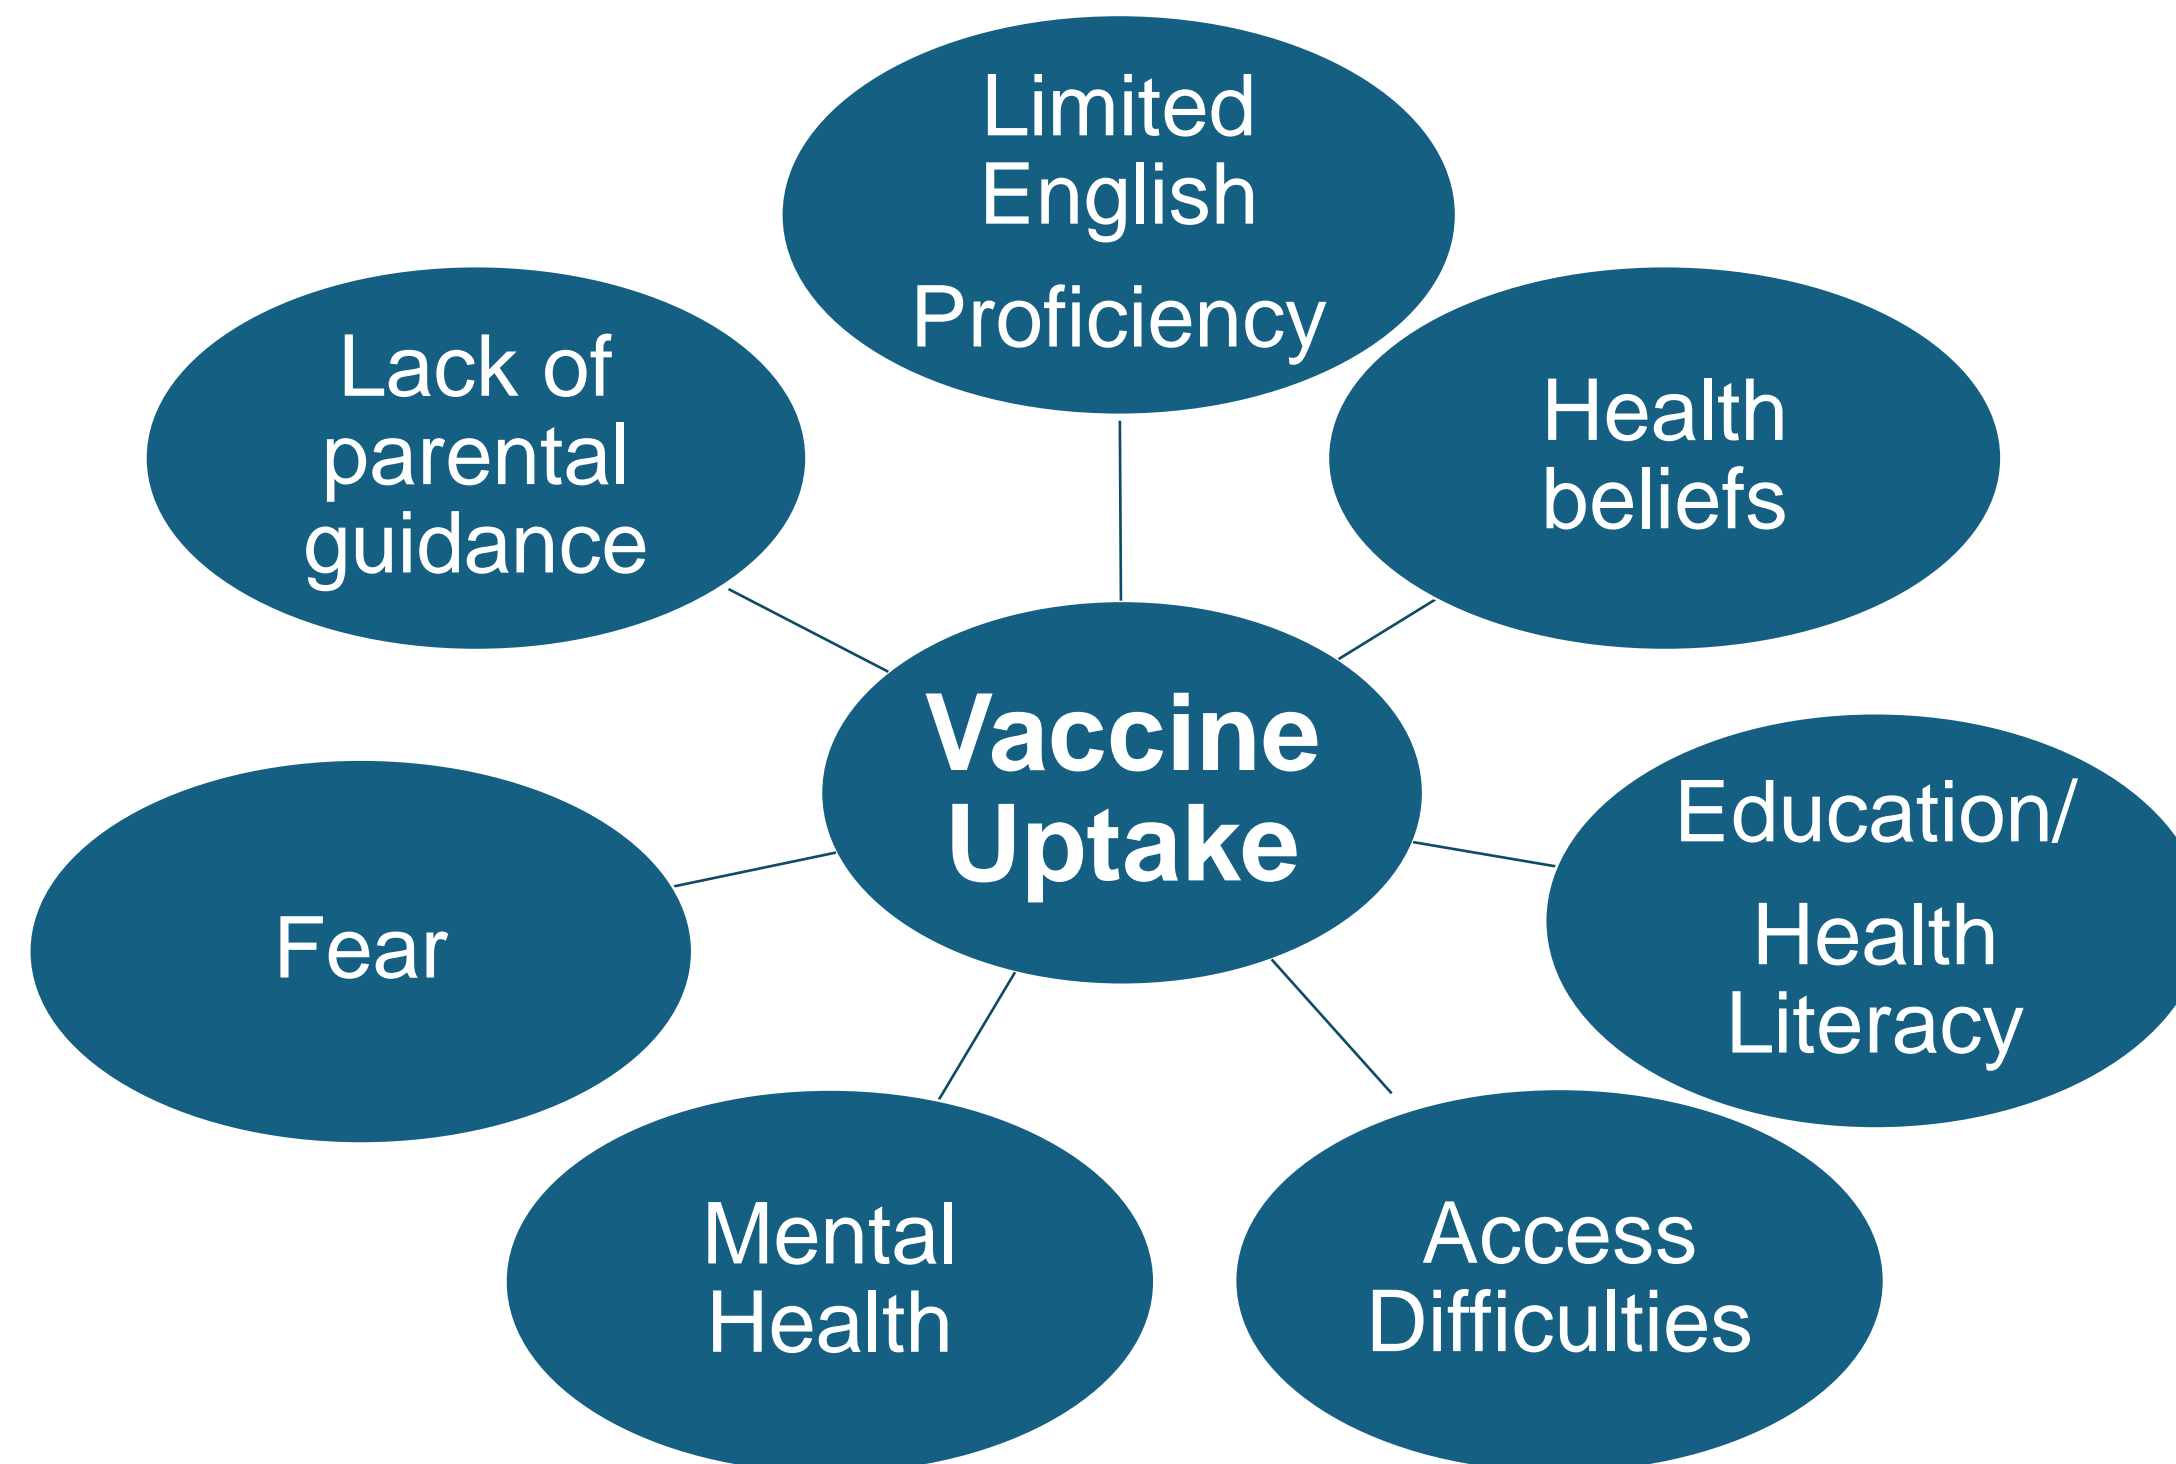 Limited
English
Proficiency
Lack of
parental
guidance
Health
beliefs
Vaccine
Uptake
Education/
Health
Literacy
Fear
Mental
Health
Access
Difficulties